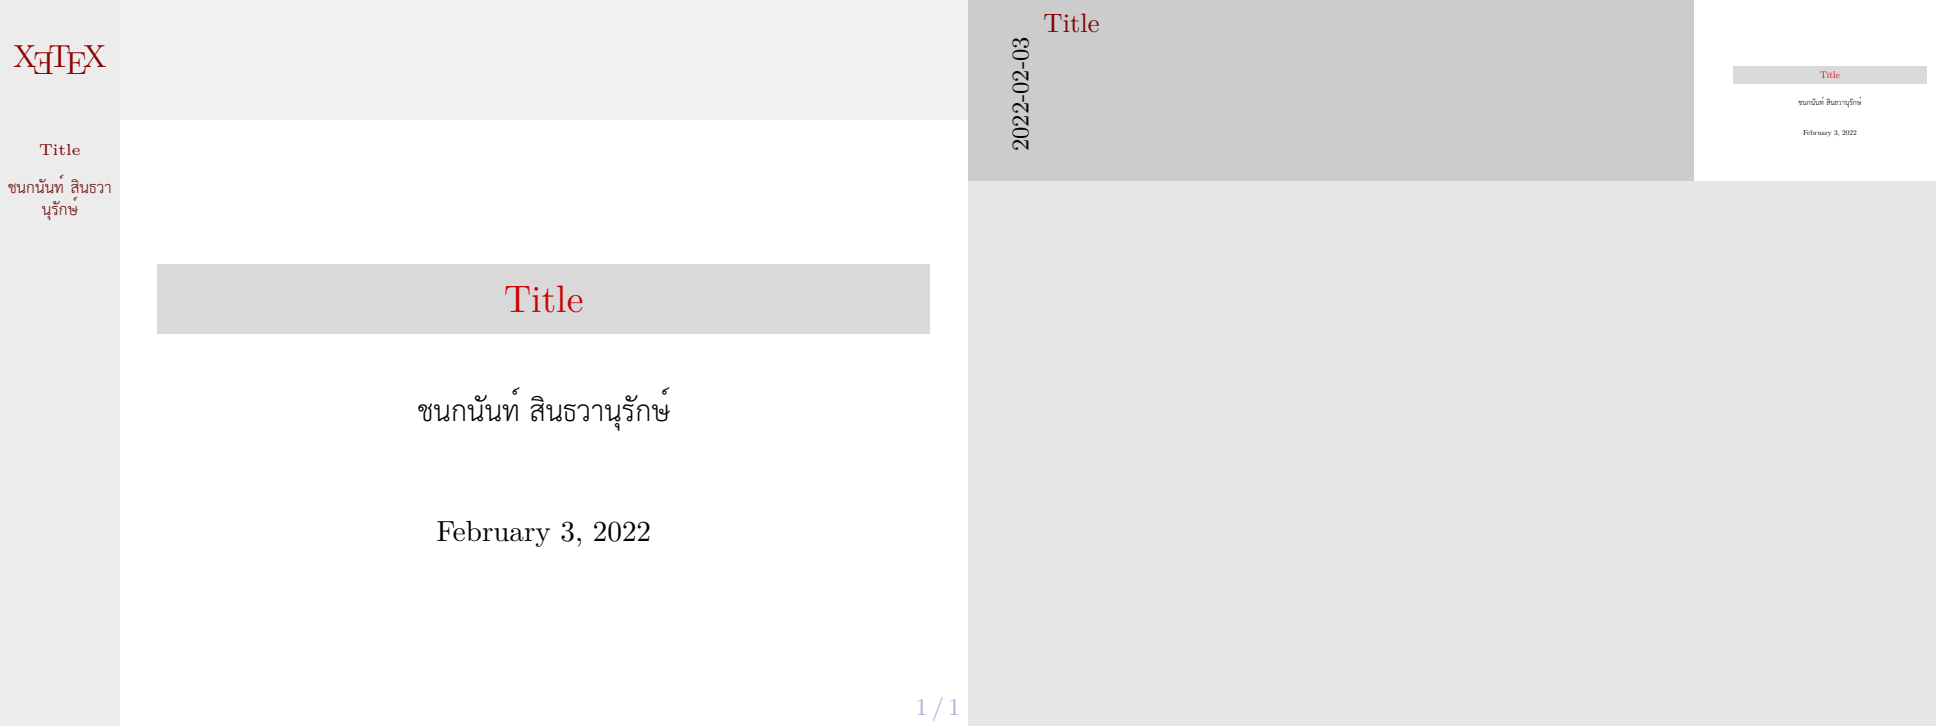 XƎTEX
Title
ชนกนันท์ สินธวา
นุรักษ์
Title
ชนกนันท์ สินธวานุรักษ์
February 3, 2022
1 / 1
2022-02-03
Title
Title
ชนกนันท์ สินธวานุรักษ์
February 3, 2022